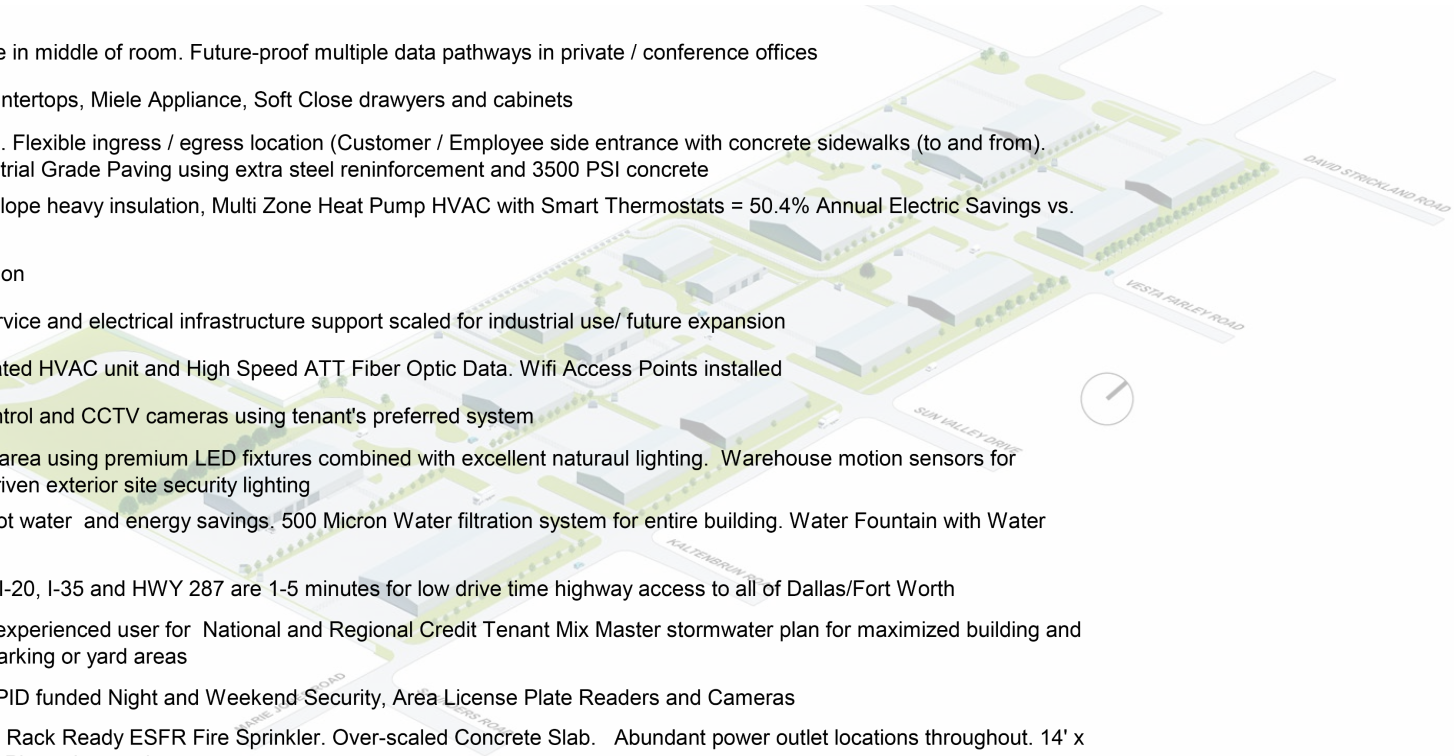 e in middle of room. Future-proof multiple data pathways in private / conference offices
ntertops, Miele Appliance, Soft Close drawyers and cabinets
. Flexible ingress / egress location (Customer / Employee side entrance with concrete sidewalks (to and from).
trial Grade Paving using extra steel reninforcement and 3500 PSI concrete
DAVID STRICKLAND ROAD
lope heavy insulation, Multi Zone Heat Pump HVAC with Smart Thermostats = 50.4% Annual Electric Savings vs.
on
VESTA FARLEY ROAD
rvice and electrical infrastructure support scaled for industrial use/ future expansion
ated HVAC unit and High Speed ATT Fiber Optic Data. Wifi Access Points installed
ntrol and CCTV cameras using tenant's preferred system
SUN VALLEY DRIVE
area using premium LED fixtures combined with excellent naturaul lighting. Warehouse motion sensors for
riven exterior site security lighting
ot water and energy savings. 500 Micron Water filtration system for entire building. Water Fountain with Water
KALTENBRUN ROAD
I-20, I-35 and HWY 287 are 1-5 minutes for low drive time highway access to all of Dallas/Fort Worth
experienced user for National and Regional Credit Tenant Mix Master stormwater plan for maximized building and
arking or yard areas
PID funded Night and Weekend Security, Area License Plate Readers and Cameras
MARIE JONES ROAD
SAUNDERS ROAD
Rack Ready ESFR Fire Sprinkler. Over-scaled Concrete Slab. Abundant power outlet locations throughout. 14' x